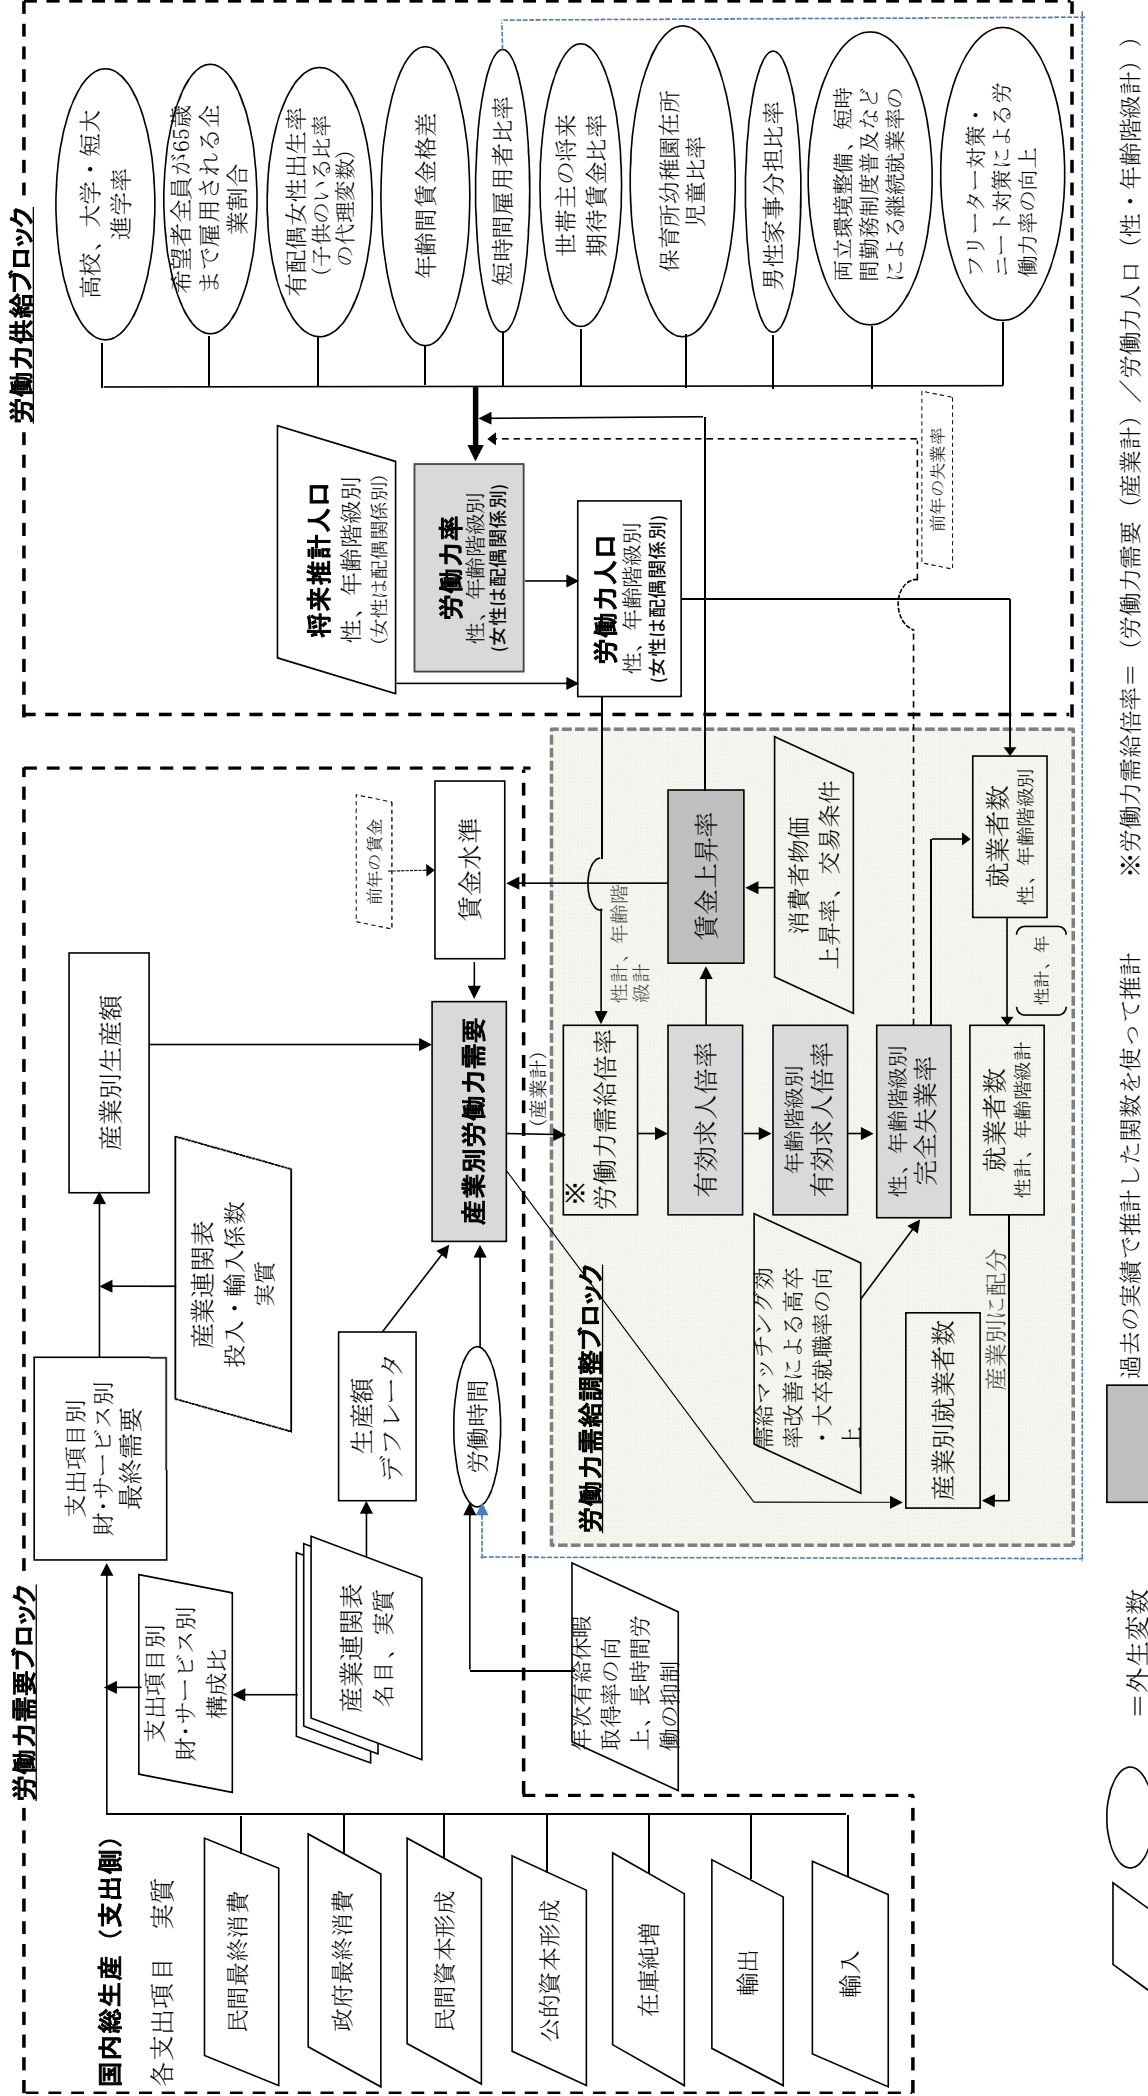 労働力需要ブロック
国内総生産（支出側）
各支出項目　実質
民間最終消費
政府最終消費
民間資本形成
公的資本形成
在庫純増
輸出
輸入
支出項目別
財・サービス別
構成比
産業連関表
名目、実質
年次有給休暇
取得率の向
上、長時間労
働の抑制
支出項目別
財・サービス別
最終需要
産業連関表
投入・輸入係数
実質
生産額
デフレータ
労働時間
産業別生産額
産業別労働力需要
(産業計)
前年の賃金
賃金水準
労働力需給調整ブロック
※
労働力需給倍率
性計、年齢階
級計
有効求人倍率
年齢階級別
有効求人倍率
性、年齢階級別
完全失業率
就業者数
性計、年齢階級計
賃金上昇率
消費者物価
上昇率、交易条件
就業者数
性、年齢階級別
性計、年
需給マッチング効
率改善による高卒
・大卒就職率の向
上
産業別就業者数
産業別に配分
労働力供給ブロック
将来推計人口
性、年齢階級別
(女性は配偶関係別)
労働力率
性、年齢階級別
(女性は配偶関係別)
労働力人口
性、年齢階級別
(女性は配偶関係別)
前年の失業率
高校、大学・短大
進学率
希望者全員が65歳
まで雇用される企
業割合
有配偶女性出生率
(子供のいる比率
の代理変数)
年齢間賃金格差
短時間雇用者比率
世帯主の将来
期待賃金比率
保育所幼稚園在所
児童比率
男性家事分担比率
両立環境整備、短時
間勤務制度普及など
による継続就業率の
フリーター対策・
ニート対策による労
働力率の向上
＝外生変数
過去の実績で推計した関数を使って推計
※労働力需給倍率＝（労働力需要（産業計）／労働力人口（性・年齢級計））